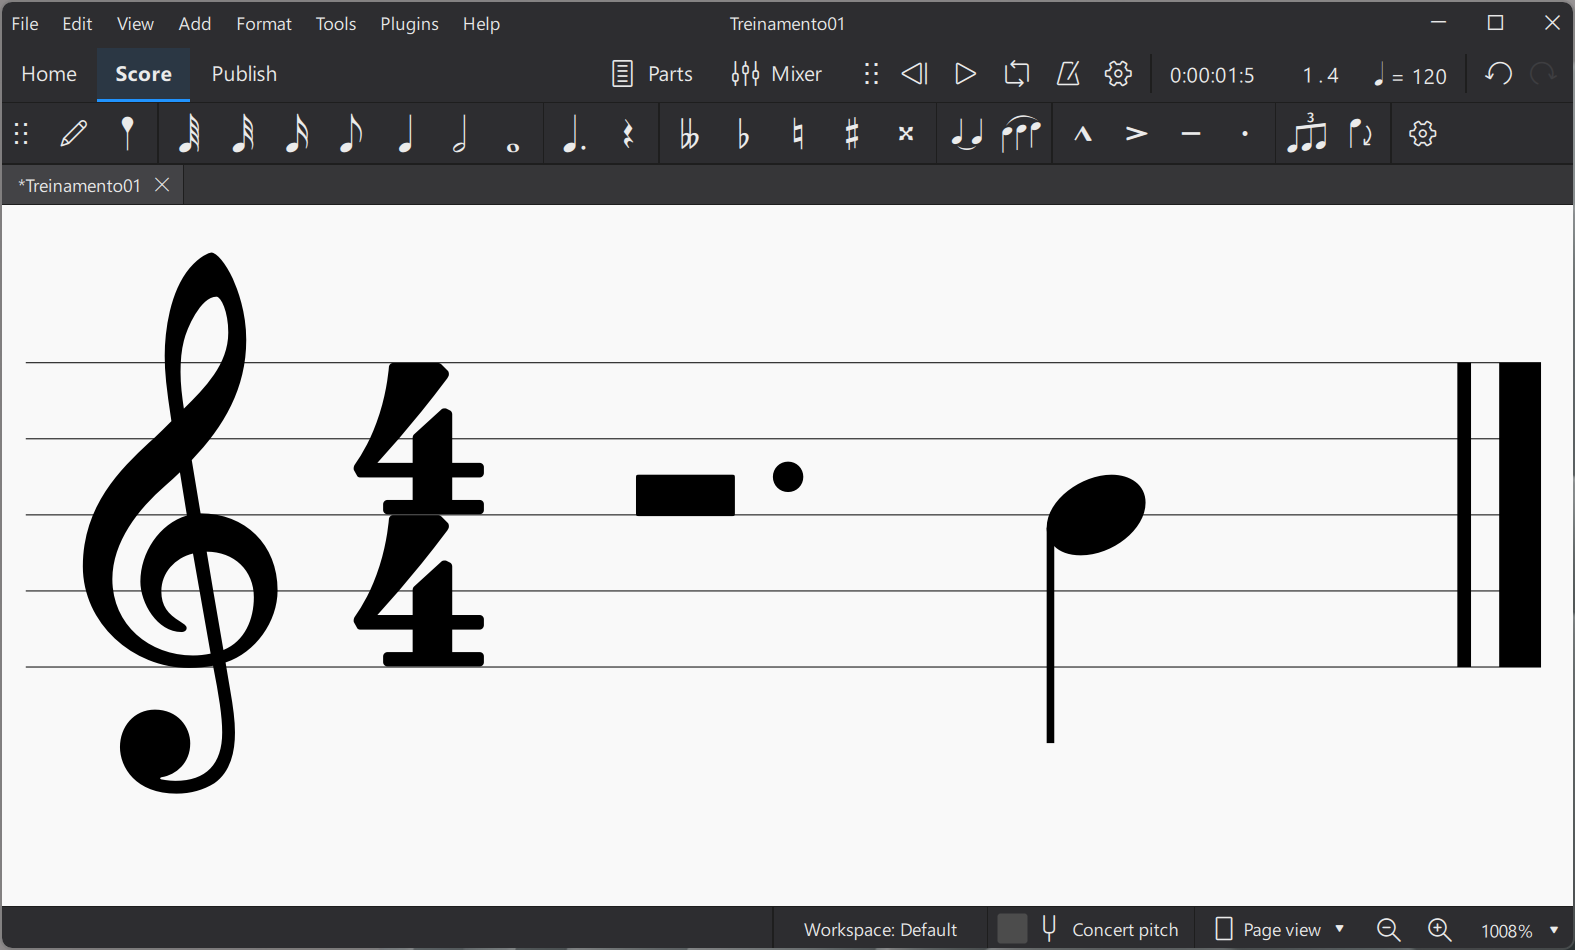 File Edit View Add Format Tools Plugins Help Treinamento01
Home Score Publish Parts Mixer 0:00:01:5 1 . 4 = 120
3
*Treinamento01
4
4
Workspace: Default Concert pitch Page view 1008%